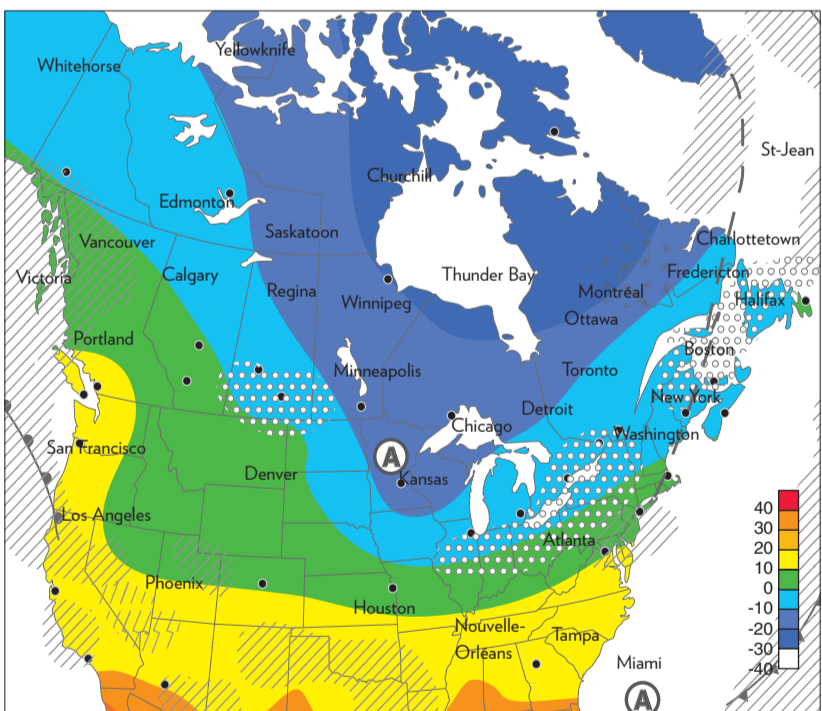 Yellowknife
Whitehorse
St-Jean
Churchill
Edmonton
Saskatoon
Vancouver
Charlottetown
Calgary
Thunder Bay
Fredericton
Victoria
Regina
Winnipeg
Montréal
Halifax
Ottawa
Portland
Boston
Minneapolis
Toronto
New York
Detroit
Chicago
Washington
San Francisco
A
Denver
Kansas
Los Angeles
Atlanta
Phoenix
Houston
Nouvelle-
Orléans
Tampa
Miami
A
40
30
20
10
0
-10
-20
-30
-40